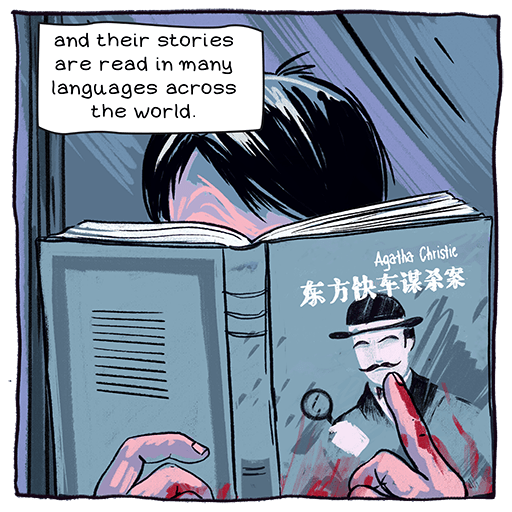 and their stories
are read in many
languages across
the world.
Agatha Christie
东方快车谋杀案